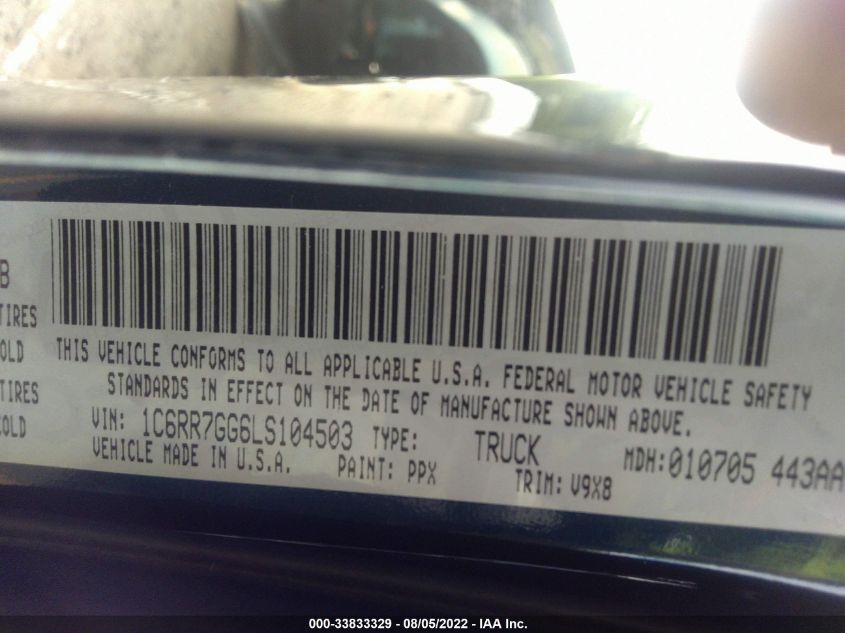 B
TIRES
OLD
TIRES
COLD
THIS VEHICLE CONFORMS TO ALL APPLICABLE U.S.A. FEDERAL MOTOR VEHICLE SAFETY
STANDARDS IN EFFECT ON THE DATE OF MANUFACTURE SHOWN ABOVE.
VIN: 1C6RR7GG6LS104503 TYPE: TRUCK MDH:010705 443AA
VEHICLE MADE IN U.S.A. PAINT: PPX TRIM: V9X8
000-33833329 - 08/05/2022 - IAA Inc.